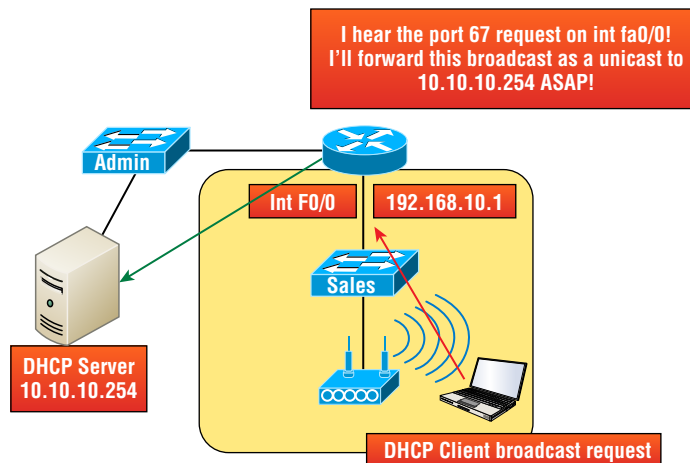 I hear the port 67 request on int fa0/0!
I'll forward this broadcast as a unicast to
10.10.10.254 ASAP!
Admin
Int F0/0
192.168.10.1
Sales
DHCP Server
10.10.10.254
DHCP Client broadcast request